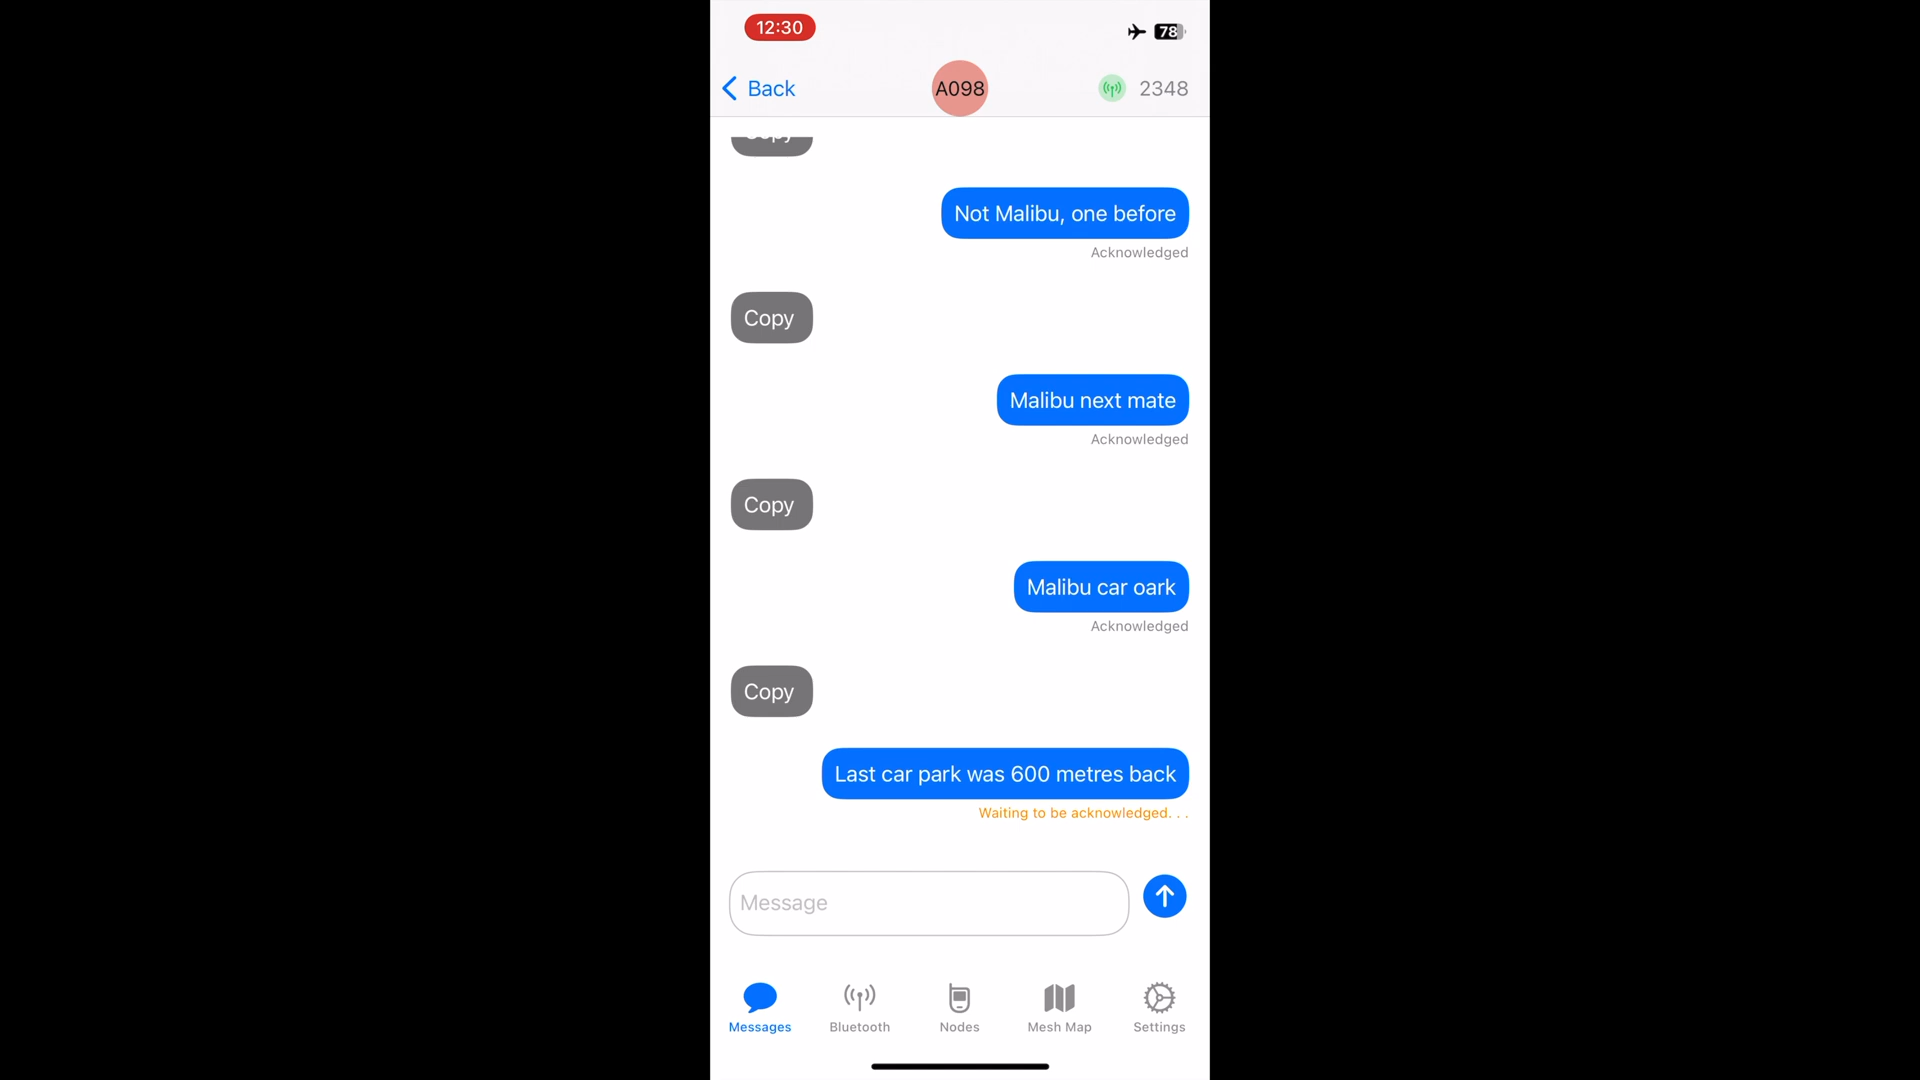 12:30
78
Back
A098
2348
Copy
Not Malibu, one before
Acknowledged
Copy
Malibu next mate
Acknowledged
Copy
Malibu car oark
Acknowledged
Copy
Last car park was 600 metres back
Waiting to be acknowledged. . .
Message
Messages
Bluetooth
Nodes
Mesh Map
Settings